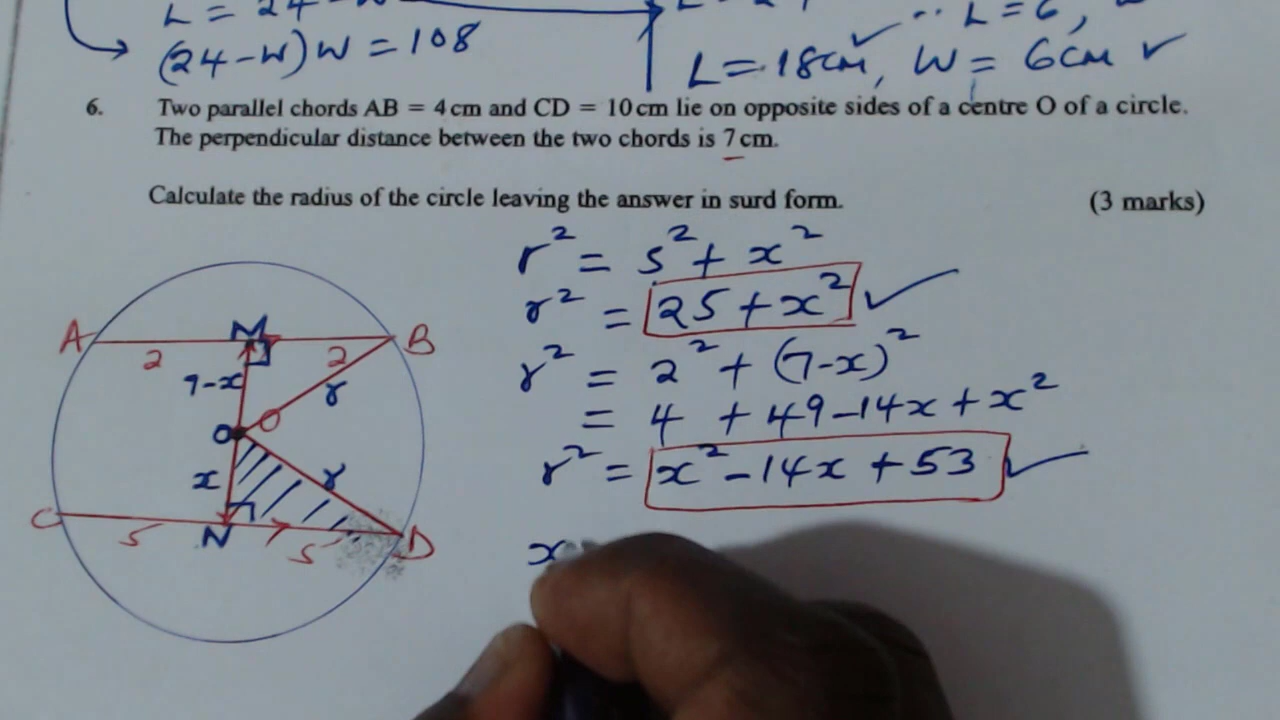 L = 24 - W
(24-W)W = 108
∴ L = 6,
L = 18cm, W = 6cm ✓
6. Two parallel chords AB = 4 cm and CD = 10 cm lie on opposite sides of a centre O of a circle.
The perpendicular distance between the two chords is 7 cm.
Calculate the radius of the circle leaving the answer in surd form. (3 marks)
r² = 5² + x²
r² = 25 + x² ✓
r² = 2² + (7-x)²
= 4 + 49 - 14x + x²
r² = x² - 14x + 53 ✓
x
A M B
2 2
7-x r
O O
x r
C N D
5 5